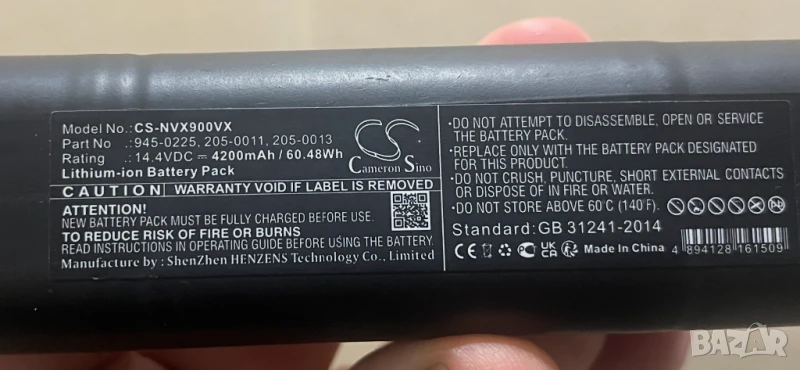 Model No.:CS-NVX900VX
Part No .:945-0225, 205-0011, 205-0013
Rating :14.4VDC ⎓ 4200mAh / 60.48Wh
Lithium-ion Battery Pack
CS
Cameron Sino
CAUTION WARRANTY VOID IF LABEL IS REMOVED
ATTENTION!
NEW BATTERY PACK MUST BE FULLY CHARGED BEFORE USE.
TO REDUCE RISK OF FIRE OR BURNS
READ INSTRUCTIONS IN OPERATING GUIDE BEFORE USING THE BATTERY.
Manufacture by : ShenZhen HENZENS Technology Co., Limited
·DO NOT ATTEMPT TO DISASSEMBLE, OPEN OR SERVICE
THE BATTERY PACK.
·REPLACE ONLY WITH THE BATTERY PACK DESIGNATED
FOR THIS PRODUCT.
·DO NOT CRUSH, PUNCTURE, SHORT EXTERNAL CONTACTS
OR DISPOSE OF IN FIRE OR WATER.
·DO NOT STORE ABOVE 60℃ (140℉).
Standard: GB 31241-2014
CE UK CA Made In China 4 894128 161509
BAZAR.bg